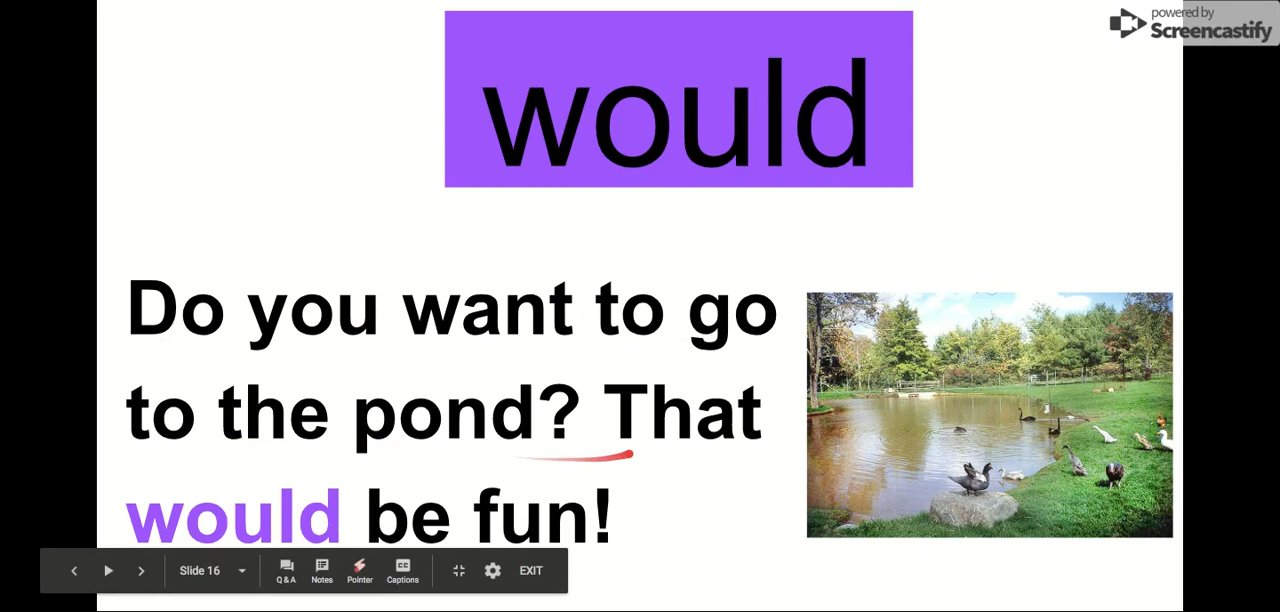 powered by
Screencastify
would
Do you want to go
to the pond? That
would be fun!
Slide 16
Q & A
Notes
Pointer
CC
Captions
EXIT